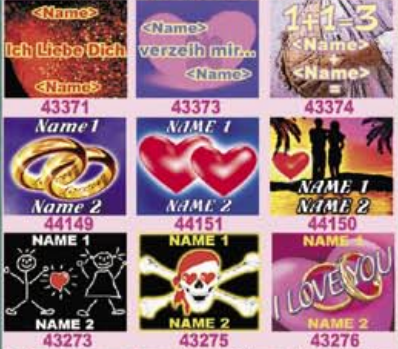 <Name>
Ich Liebe Dich
<Name>
43371
<Name>
verzeih mir...
<Name>
43373
1+1=3
<Name>
+
<Name>
=
43374
Name 1
Name 2
44149
NAME 1
NAME 2
44151
NAME 1
NAME 2
44150
NAME 1
NAME 2
43273
NAME 1
NAME 2
43275
NAME 1
I LOVE YOU
NAME 2
43276